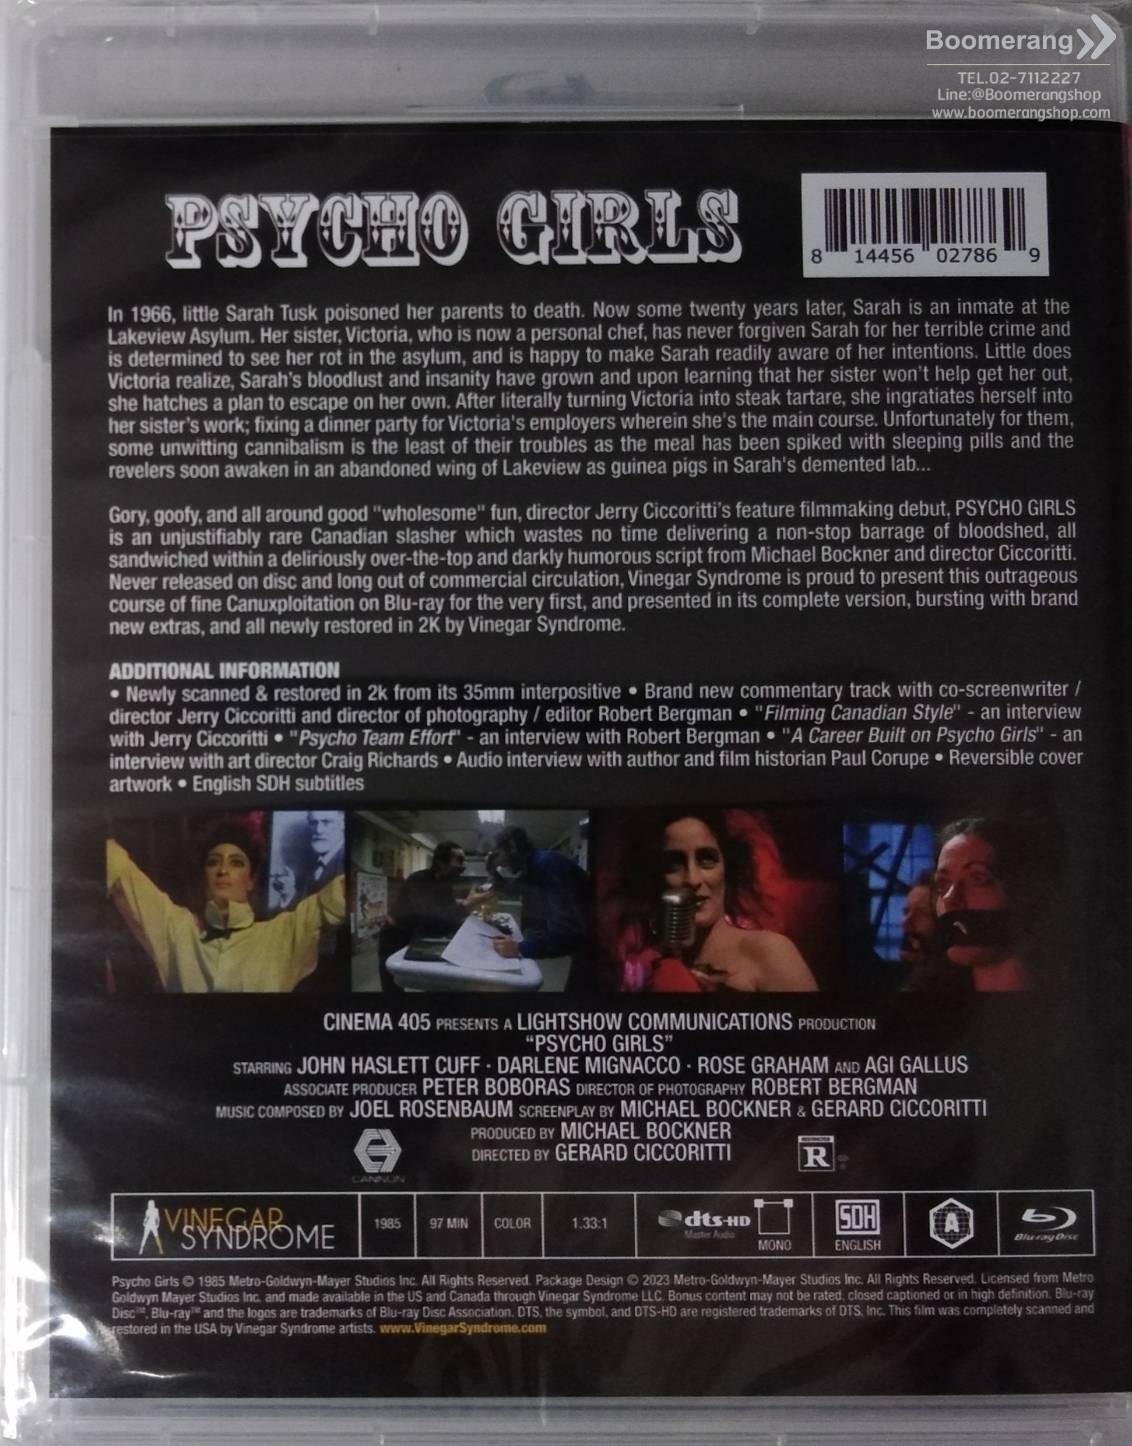 Boomerang
TEL.02-7112227
Line:@Boomerangshop
www.boomerangshop.com
PSYCHO GIRLS
8 14456 02786 9
In 1966, little Sarah Tusk poisoned her parents to death. Now some twenty years later, Sarah is an inmate at the
Lakeview Asylum. Her sister, Victoria, who is now a personal chef, has never forgiven Sarah for her terrible crime and
is determined to see her rot in the asylum, and is happy to make Sarah readily aware of her intentions. Little does
Victoria realize, Sarah's bloodlust and insanity have grown and upon learning that her sister won't help get her out,
she hatches a plan to escape on her own. After literally turning Victoria into steak tartare, she ingratiates herself into
her sister's work; fixing a dinner party for Victoria's employers wherein she's the main course. Unfortunately for them,
some unwitting cannibalism is the least of their troubles as the meal has been spiked with sleeping pills and the
revelers soon awaken in an abandoned wing of Lakeview as guinea pigs in Sarah's demented lab...
Gory, goofy, and all around good "wholesome" fun, director Jerry Ciccoritti's feature filmmaking debut, PSYCHO GIRLS
is an unjustifiably rare Canadian slasher which wastes no time delivering a non-stop barrage of bloodshed, all
sandwiched within a deliriously over-the-top and darkly humorous script from Michael Bockner and director Ciccoritti.
Never released on disc and long out of commercial circulation, Vinegar Syndrome is proud to present this outrageous
course of fine Canuxploitation on Blu-ray for the very first, and presented in its complete version, bursting with brand
new extras, and all newly restored in 2K by Vinegar Syndrome.
ADDITIONAL INFORMATION
• Newly scanned & restored in 2k from its 35mm interpositive • Brand new commentary track with co-screenwriter /
director Jerry Ciccoritti and director of photography / editor Robert Bergman • "Filming Canadian Style" - an interview
with Jerry Ciccoritti • "Psycho Team Effort" - an interview with Robert Bergman • "A Career Built on Psycho Girls" - an
interview with art director Craig Richards • Audio interview with author and film historian Paul Corupe • Reversible cover
artwork • English SDH subtitles
CINEMA 405 PRESENTS A LIGHTSHOW COMMUNICATIONS PRODUCTION
"PSYCHO GIRLS"
STARRING JOHN HASLETT CUFF · DARLENE MIGNACCO · ROSE GRAHAM AND AGI GALLUS
ASSOCIATE PRODUCER PETER BOBORAS DIRECTOR OF PHOTOGRAPHY ROBERT BERGMAN
MUSIC COMPOSED BY JOEL ROSENBAUM SCREENPLAY BY MICHAEL BOCKNER & GERARD CICCORITTI
PRODUCED BY MICHAEL BOCKNER
DIRECTED BY GERARD CICCORITTI
CANNON
RESTRICTED
R
VINEGAR
SYNDROME
1985
97 MIN
COLOR
1.33:1
dts-HD
Master Audio
MONO
SDH
ENGLISH
A
Blu-ray Disc
Psycho Girls © 1985 Metro-Goldwyn-Mayer Studios Inc. All Rights Reserved. Package Design © 2023 Metro-Goldwyn-Mayer Studios Inc. All Rights Reserved. Licensed from Metro
Goldwyn Mayer Studios Inc. and made available in the US and Canada through Vinegar Syndrome LLC. Bonus content may not be rated, closed captioned or in high definition. Blu-ray
Disc™, Blu-ray™ and the logos are trademarks of Blu-ray Disc Association. DTS, the symbol, and DTS-HD are registered trademarks of DTS, Inc. This film was completely scanned and
restored in the USA by Vinegar Syndrome artists. www.VinegarSyndrome.com